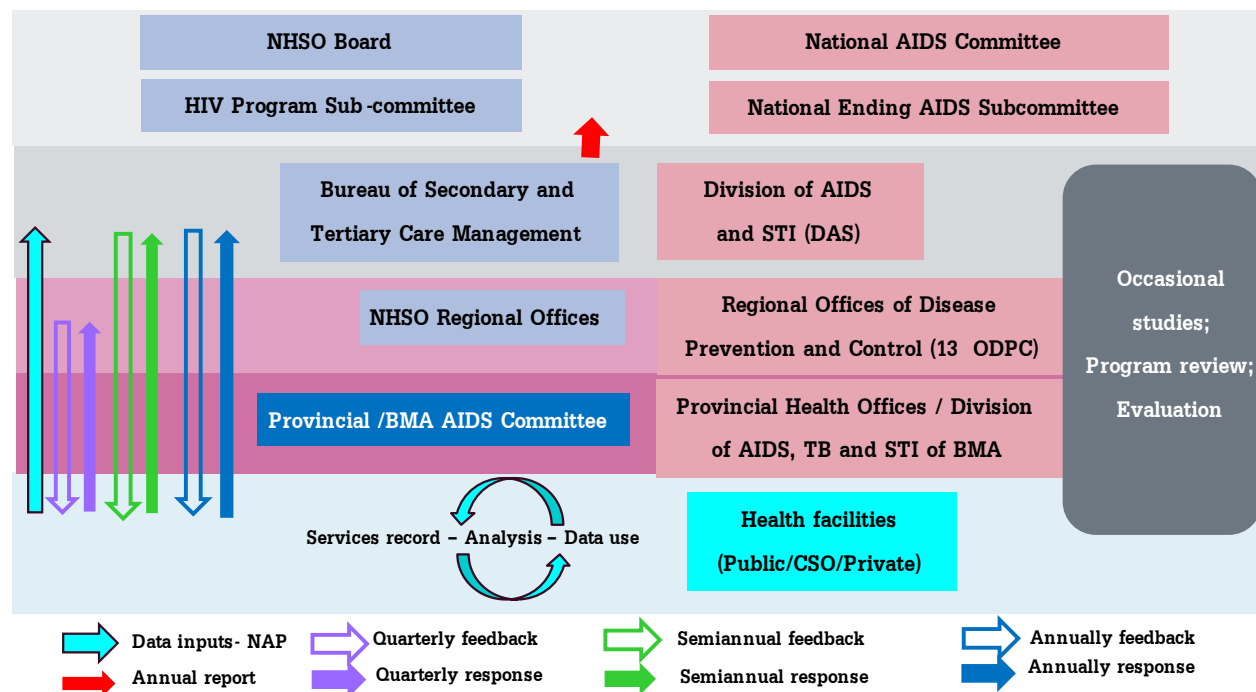 NHSO Board
National AIDS Committee
HIV Program Sub-committee
National Ending AIDS Subcommittee
Bureau of Secondary and
Tertiary Care Management
Division of AIDS
and STI (DAS)
NHSO Regional Offices
Regional Offices of Disease
Prevention and Control (13 ODPC)
Provincial /BMA AIDS Committee
Provincial Health Offices / Division
of AIDS, TB and STI of BMA
Occasional
studies;
Program review;
Evaluation
Services record – Analysis – Data use
Health facilities
(Public/CSO/Private)
Data inputs- NAP
Quarterly feedback
Semiannual feedback
Annually feedback
Annual report
Quarterly response
Semiannual response
Annually response